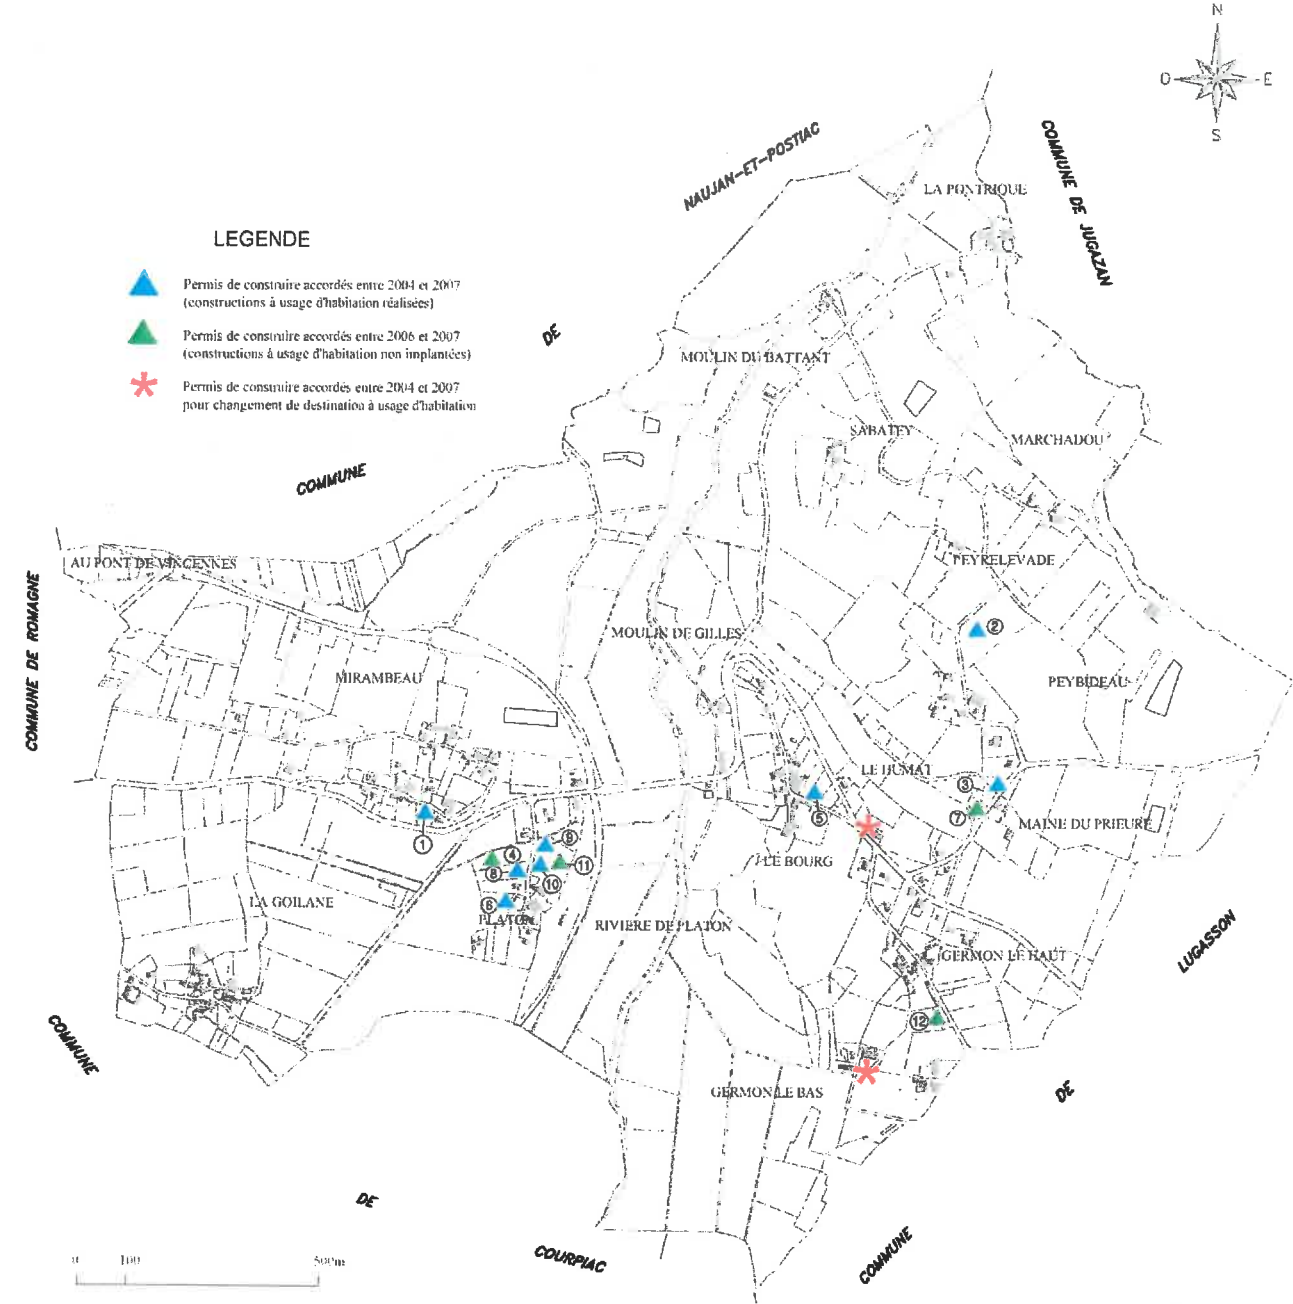 N
O
E
S
NAUJAN-ET-POSTIAC
COMMUNE DE JUGAZAN
LA PONTRIQUE
LEGENDE
Permis de construire accordés entre 2004 et 2007
(constructions à usage d'habitation réalisées)
Permis de construire accordés entre 2006 et 2007
(constructions à usage d'habitation non implantées)
Permis de construire accordés entre 2004 et 2007
pour changement de destination à usage d'habitation
DE
MOULIN DU BATTANT
SABATEY
MARCHADOU
COMMUNE
AU PONT DE VINCENNES
PEYRELEVADE
COMMUNE DE ROMAGNE
MOULIN DE GILLES
2
MIRAMBEAU
PEYBIDEAU
LE HUMAT
3
5
7
MAINE DU PRIEURE
1
9
4
LE BOURG
8
11
10
6
LA GOILANE
PLATON
RIVIERE DE PLATON
LUGASSON
GERMON LE HAUT
12
COMMUNE
GERMON LE BAS
DE
DE
COMMUNE
COURPIAC
0 100 500m